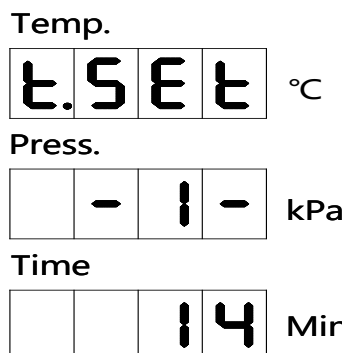 Temp.
t.SEt °C
Press.
-1- kPa
Time
14 Min